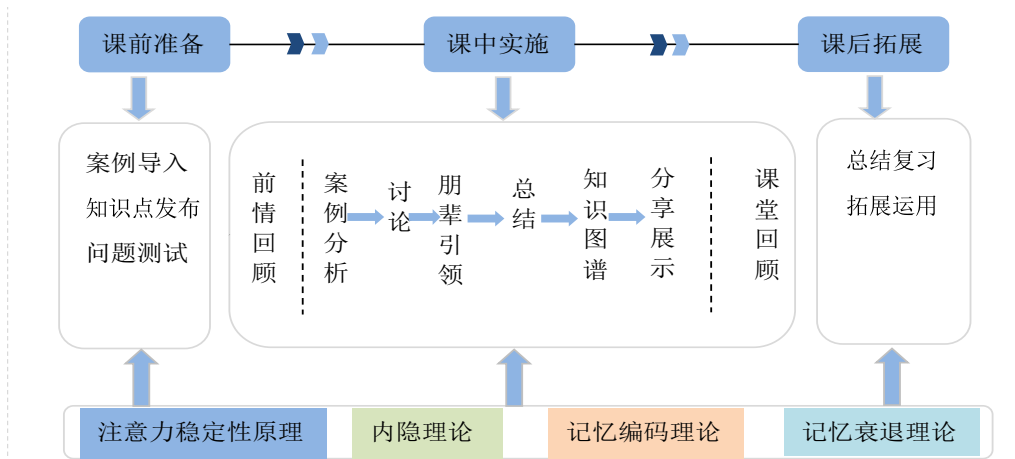 课前准备
课中实施
课后拓展
案例导入
知识点发布
问题测试
前情回顾
案例分析
讨论
朋辈引领
总结
知识图谱
分享展示
课堂回顾
总结复习
拓展运用
注意力稳定性原理
内隐理论
记忆编码理论
记忆衰退理论